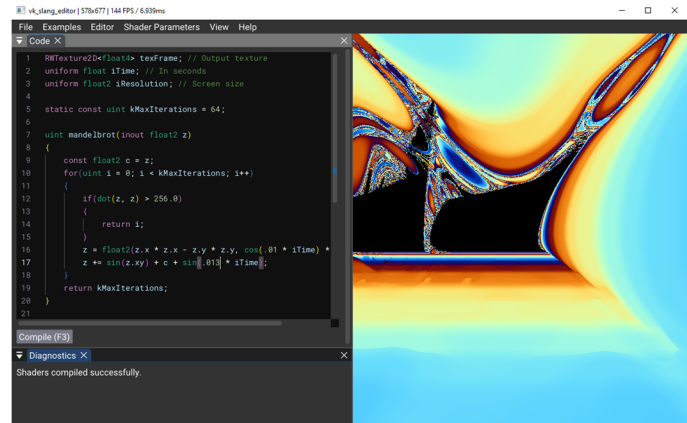 vk_slang_editor | 578x677 | 144 FPS / 6.939ms
File Examples Editor Shader Parameters View Help
Code
1 RWTexture2D<float4> texFrame; // Output texture
2 uniform float iTime; // In seconds
3 uniform float2 iResolution; // Screen size
4
5 static const uint kMaxIterations = 64;
6
7 uint mandelbrot(inout float2 z)
8 {
9     const float2 c = z;
10     for(uint i = 0; i < kMaxIterations; i++)
11     {
12         if(dot(z, z) > 256.0)
13         {
14             return i;
15         }
16         z = float2(z.x * z.x - z.y * z.y, cos(.01 * iTime) *
17         z += sin(z.xy) + c + sin(.013 * iTime);
18     }
19     return kMaxIterations;
20 }
21
Compile (F3)
Diagnostics
Shaders compiled successfully.